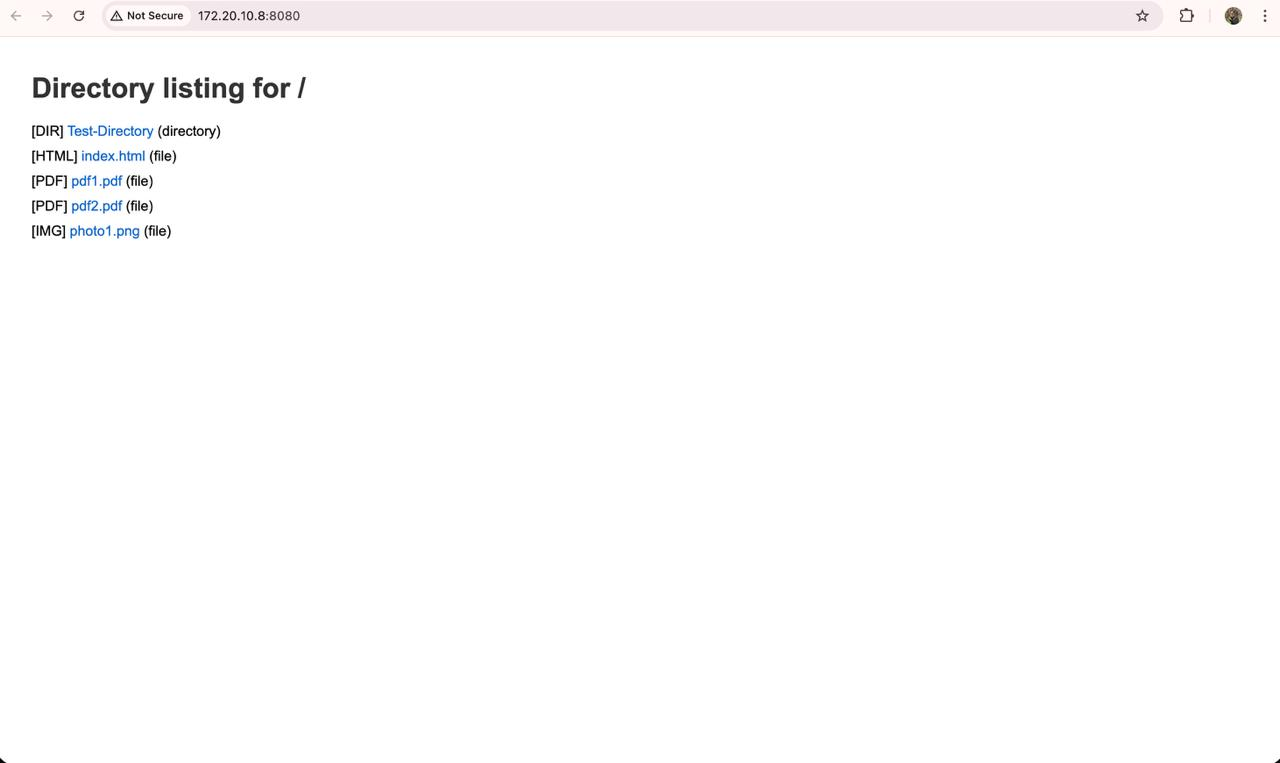 Not Secure 172.20.10.8:8080
Directory listing for /
[DIR] Test-Directory (directory)
[HTML] index.html (file)
[PDF] pdf1.pdf (file)
[PDF] pdf2.pdf (file)
[IMG] photo1.png (file)